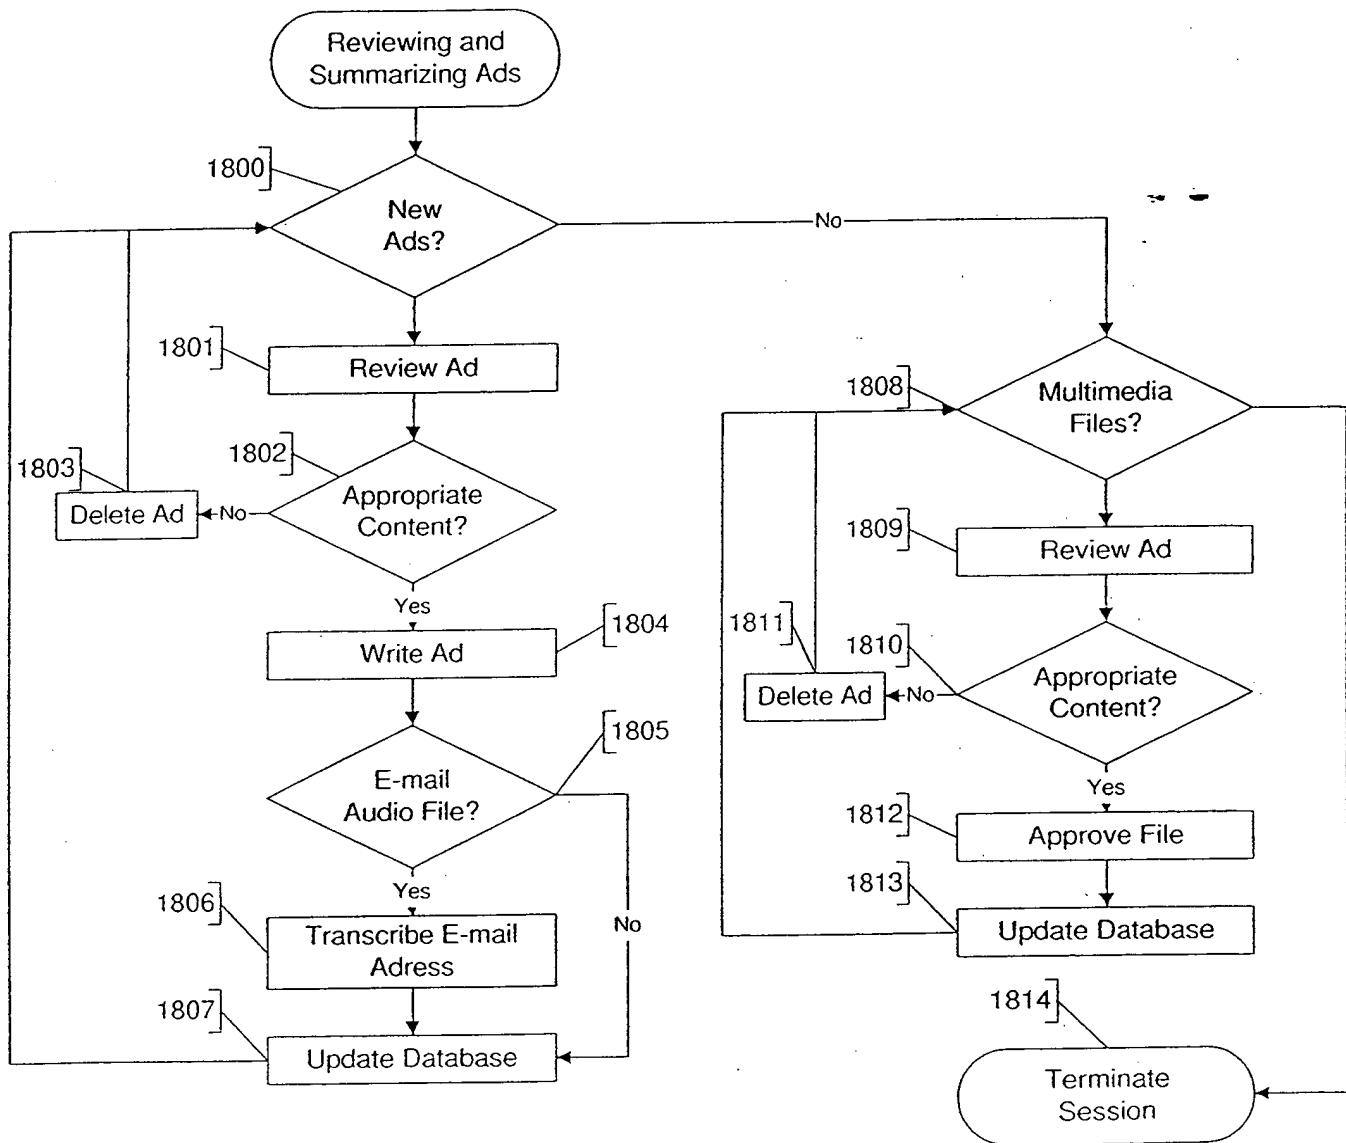 Reviewing and
Summarizing Ads
1800
New
Ads?
No
1801
Review Ad
1802
Appropriate
Content?
No
1803
Delete Ad
Yes
1804
Write Ad
1805
E-mail
Audio File?
Yes
No
1806
Transcribe E-mail
Adress
1807
Update Database
1808
Multimedia
Files?
1809
Review Ad
1810
Appropriate
Content?
No
1811
Delete Ad
Yes
1812
Approve File
1813
Update Database
1814
Terminate
Session